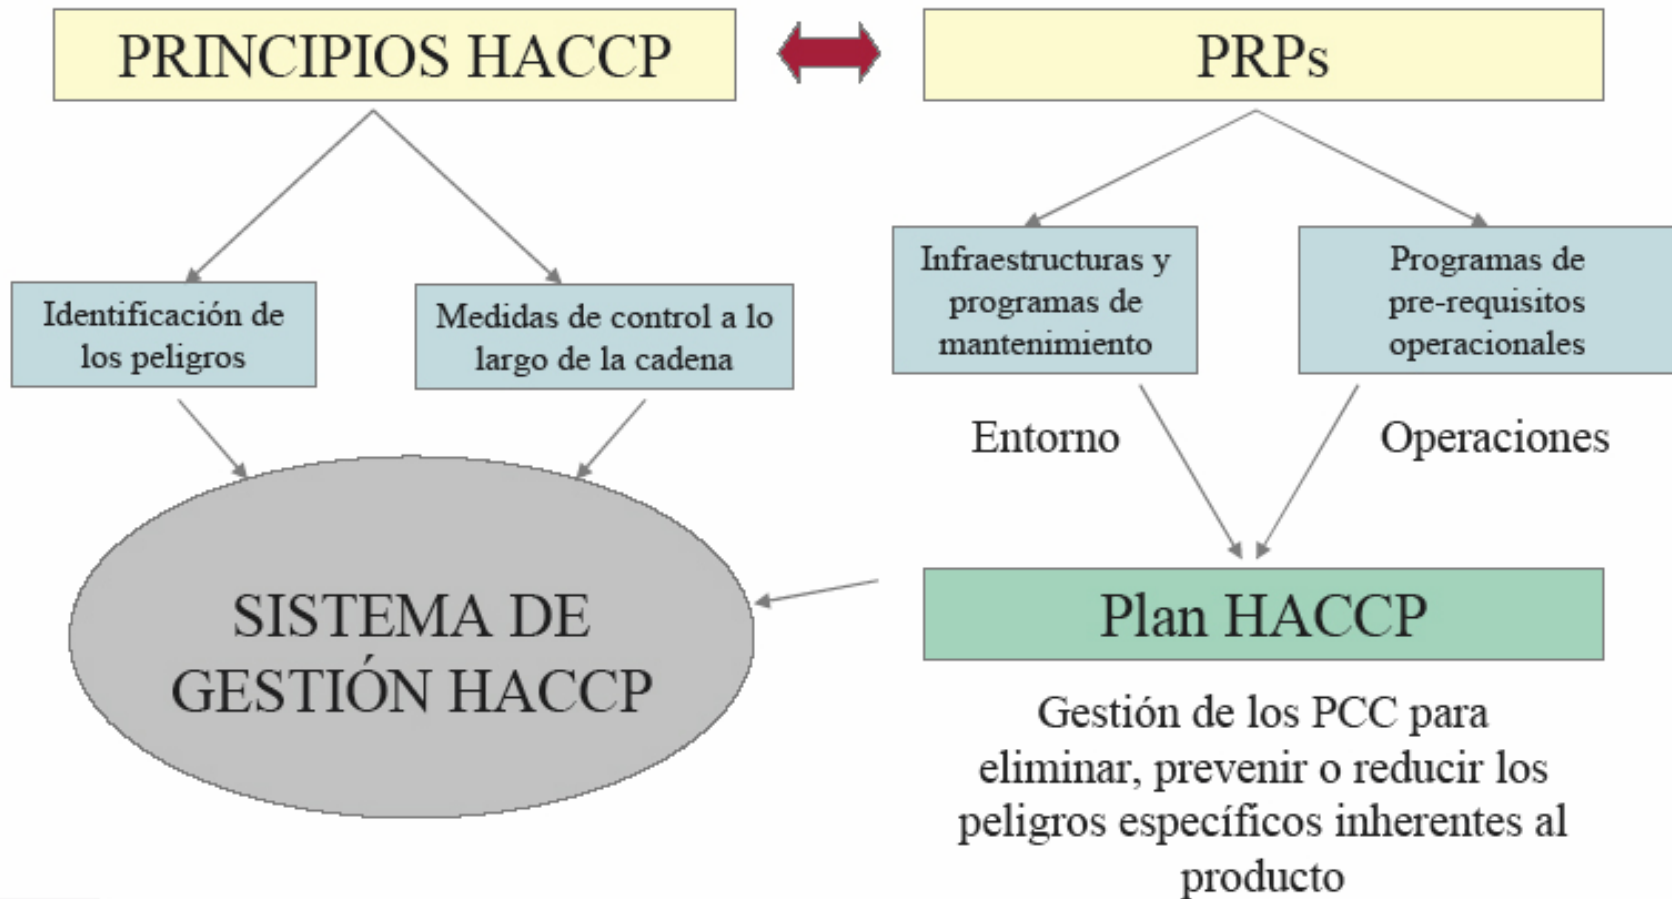 PRINCIPIOS HACCP
PRPs
Identificación de
los peligros
Medidas de control a lo
largo de la cadena
Infraestructuras y
programas de
mantenimiento
Programas de
pre-requisitos
operacionales
Entorno
Operaciones
SISTEMA DE
GESTIÓN HACCP
Plan HACCP
Gestión de los PCC para
eliminar, prevenir o reducir los
peligros específicos inherentes al
producto